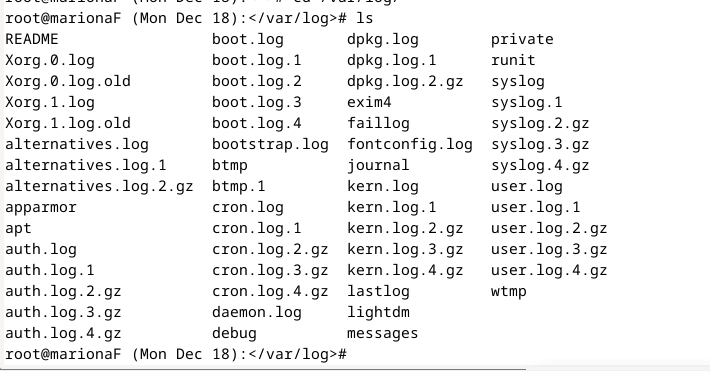 root@marionaF (Mon Dec 18):</var/log># ls
README boot.log dpkg.log private
Xorg.0.log boot.log.1 dpkg.log.1 runit
Xorg.0.log.old boot.log.2 dpkg.log.2.gz syslog
Xorg.1.log boot.log.3 exim4 syslog.1
Xorg.1.log.old boot.log.4 faillog syslog.2.gz
alternatives.log bootstrap.log fontconfig.log syslog.3.gz
alternatives.log.1 btmp journal syslog.4.gz
alternatives.log.2.gz btmp.1 kern.log user.log
apparmor cron.log kern.log.1 user.log.1
apt cron.log.1 kern.log.2.gz user.log.2.gz
auth.log cron.log.2.gz kern.log.3.gz user.log.3.gz
auth.log.1 cron.log.3.gz kern.log.4.gz user.log.4.gz
auth.log.2.gz cron.log.4.gz lastlog wtmp
auth.log.3.gz daemon.log lightdm
auth.log.4.gz debug messages
root@marionaF (Mon Dec 18):</var/log>#